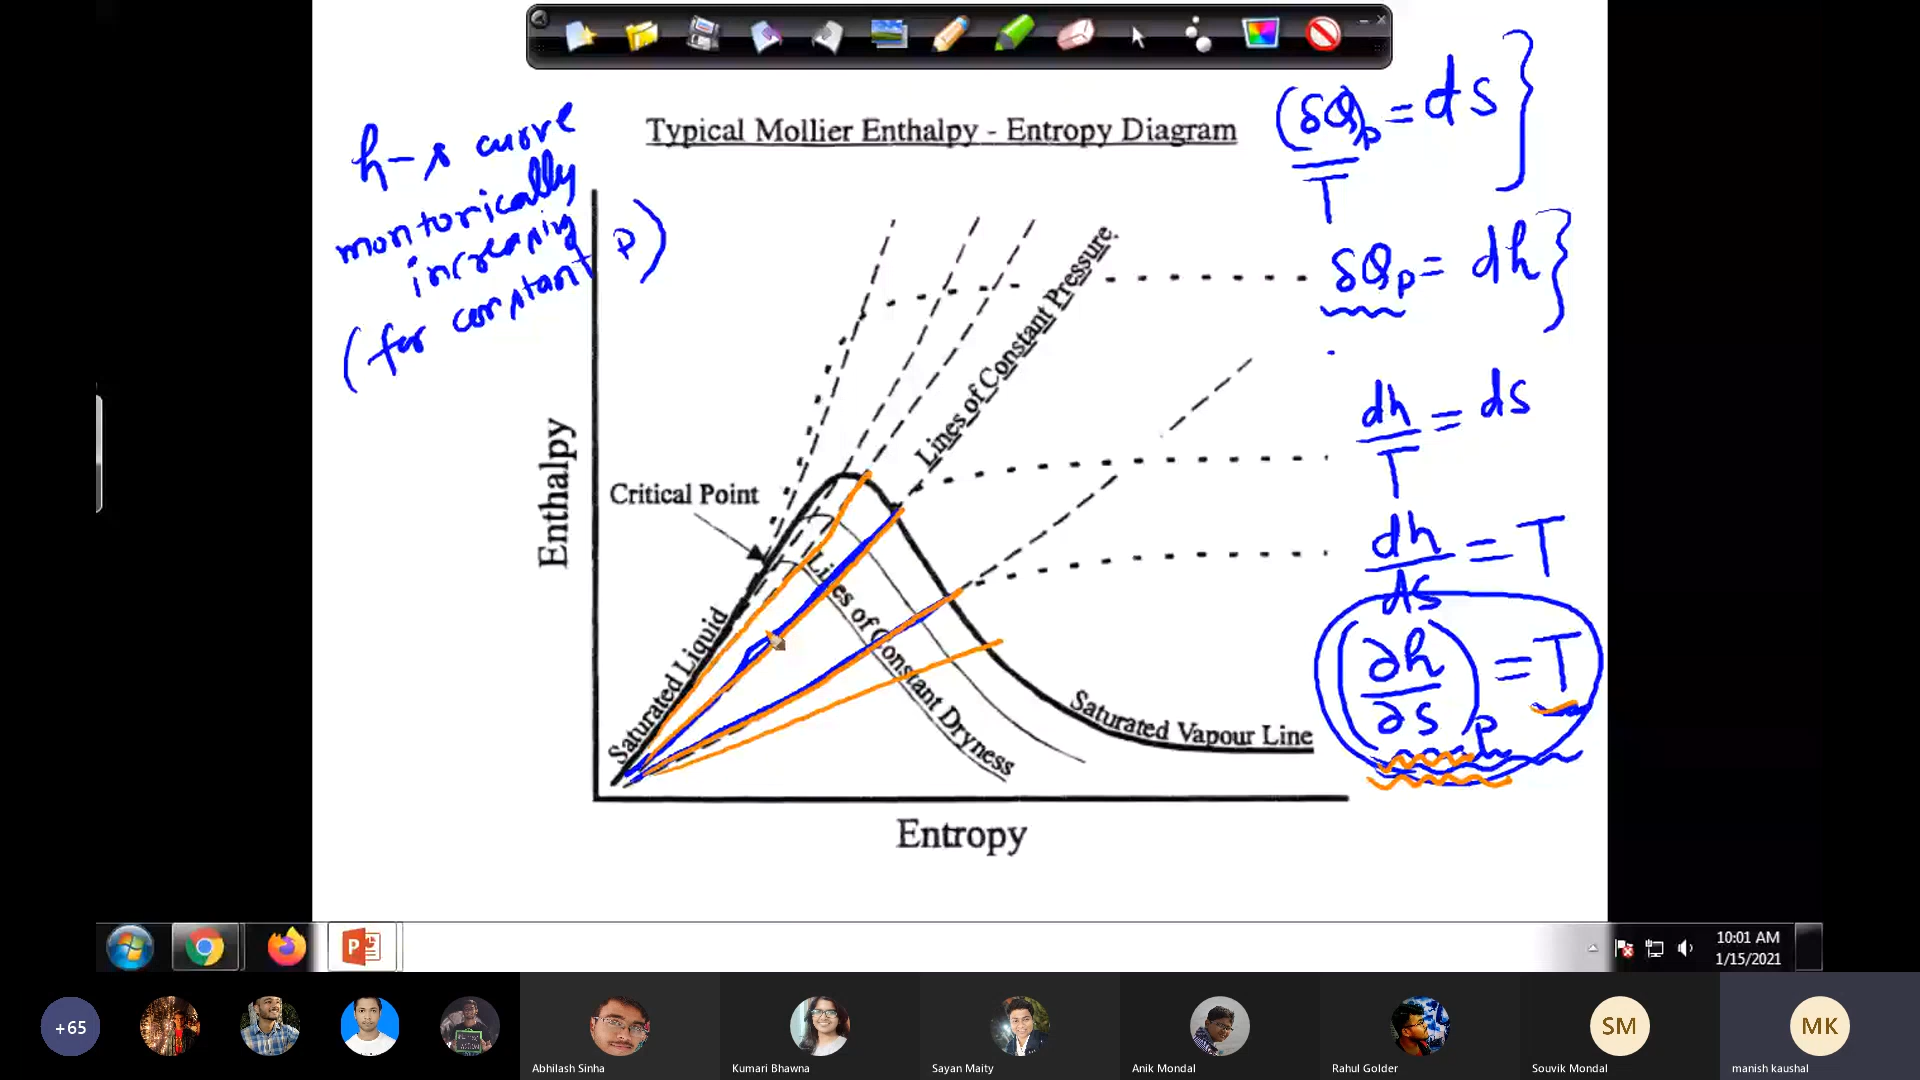 Typical Mollier Enthalpy - Entropy Diagram
h-s curve
montorically
increasing
(for constant P)
(δQ)p = ds }
T
δQp = dh }
dh = ds
T
dh = T
ds
(∂h = T
∂s)p
Lines of Constant Pressure
Critical Point
Enthalpy
Saturated Liquid
Lines of Constant Dryness
Saturated Vapour Line
Entropy
10:01 AM
1/15/2021
+65
SM
MK
Abhilash Sinha
Kumari Bhawna
Sayan Maity
Anik Mondal
Rahul Golder
Souvik Mondal
manish kaushal